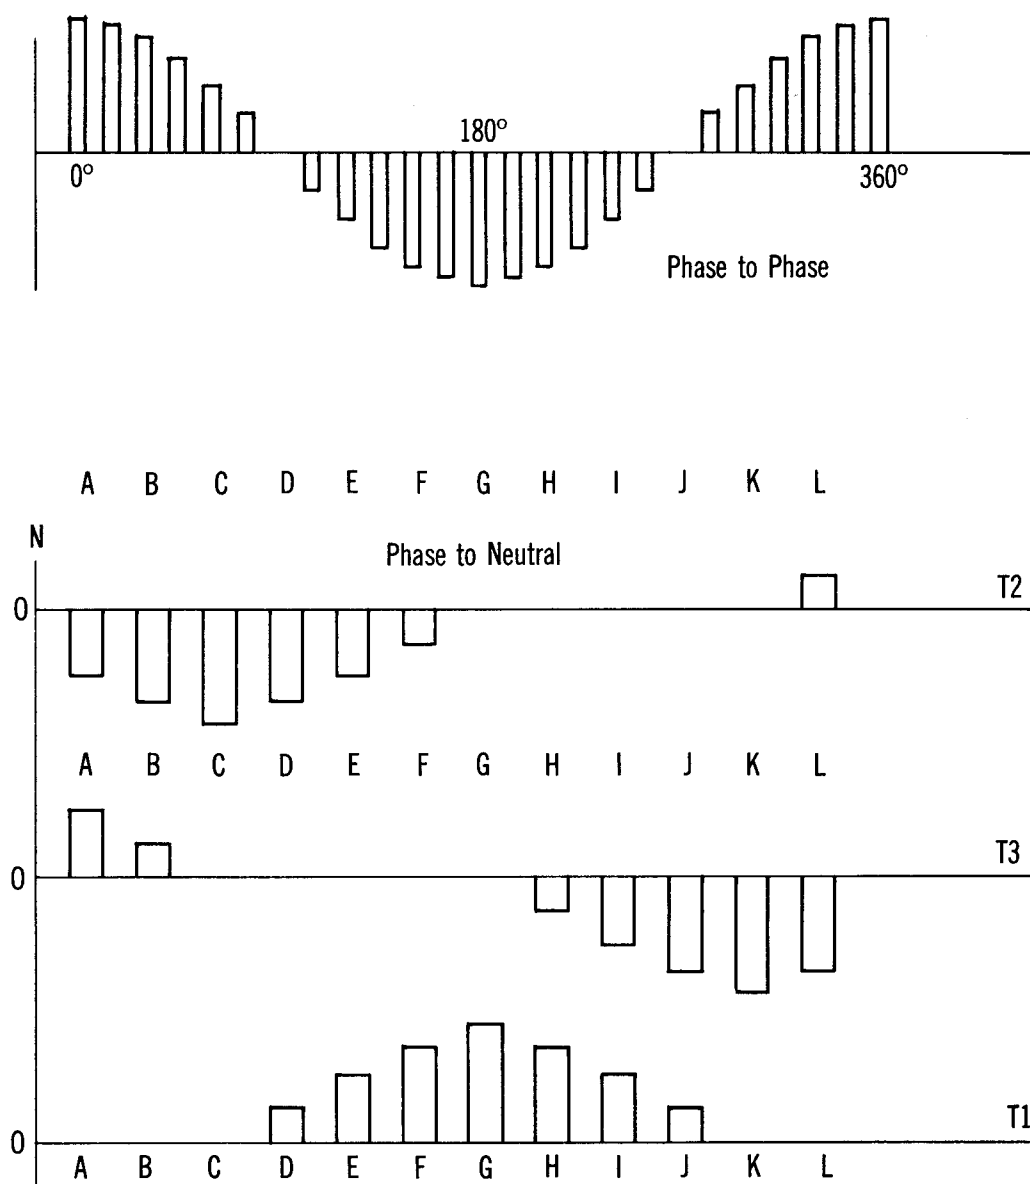 180°
0° 360°
Phase to Phase
A B C D E F G H I J K L
N
Phase to Neutral
T2
0
A B C D E F G H I J K L
T3
0
T1
0
A B C D E F G H I J K L